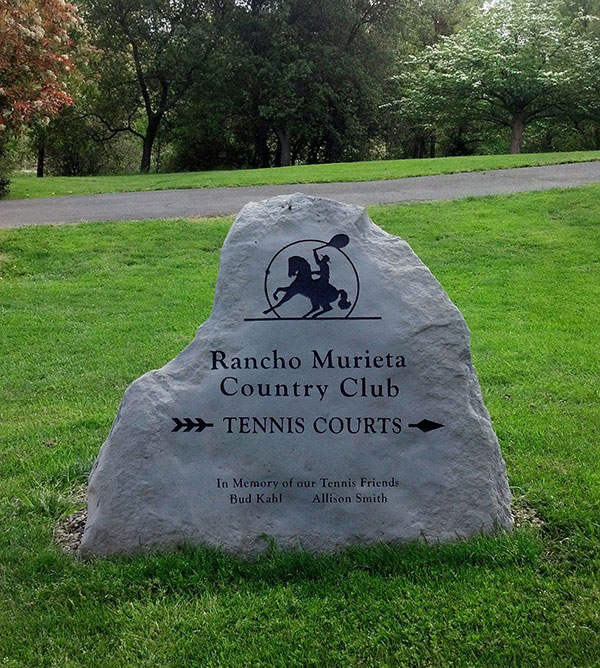 Rancho Murieta
Country Club
TENNIS COURTS
In Memory of our Tennis Friends
Bud Kahl Allison Smith